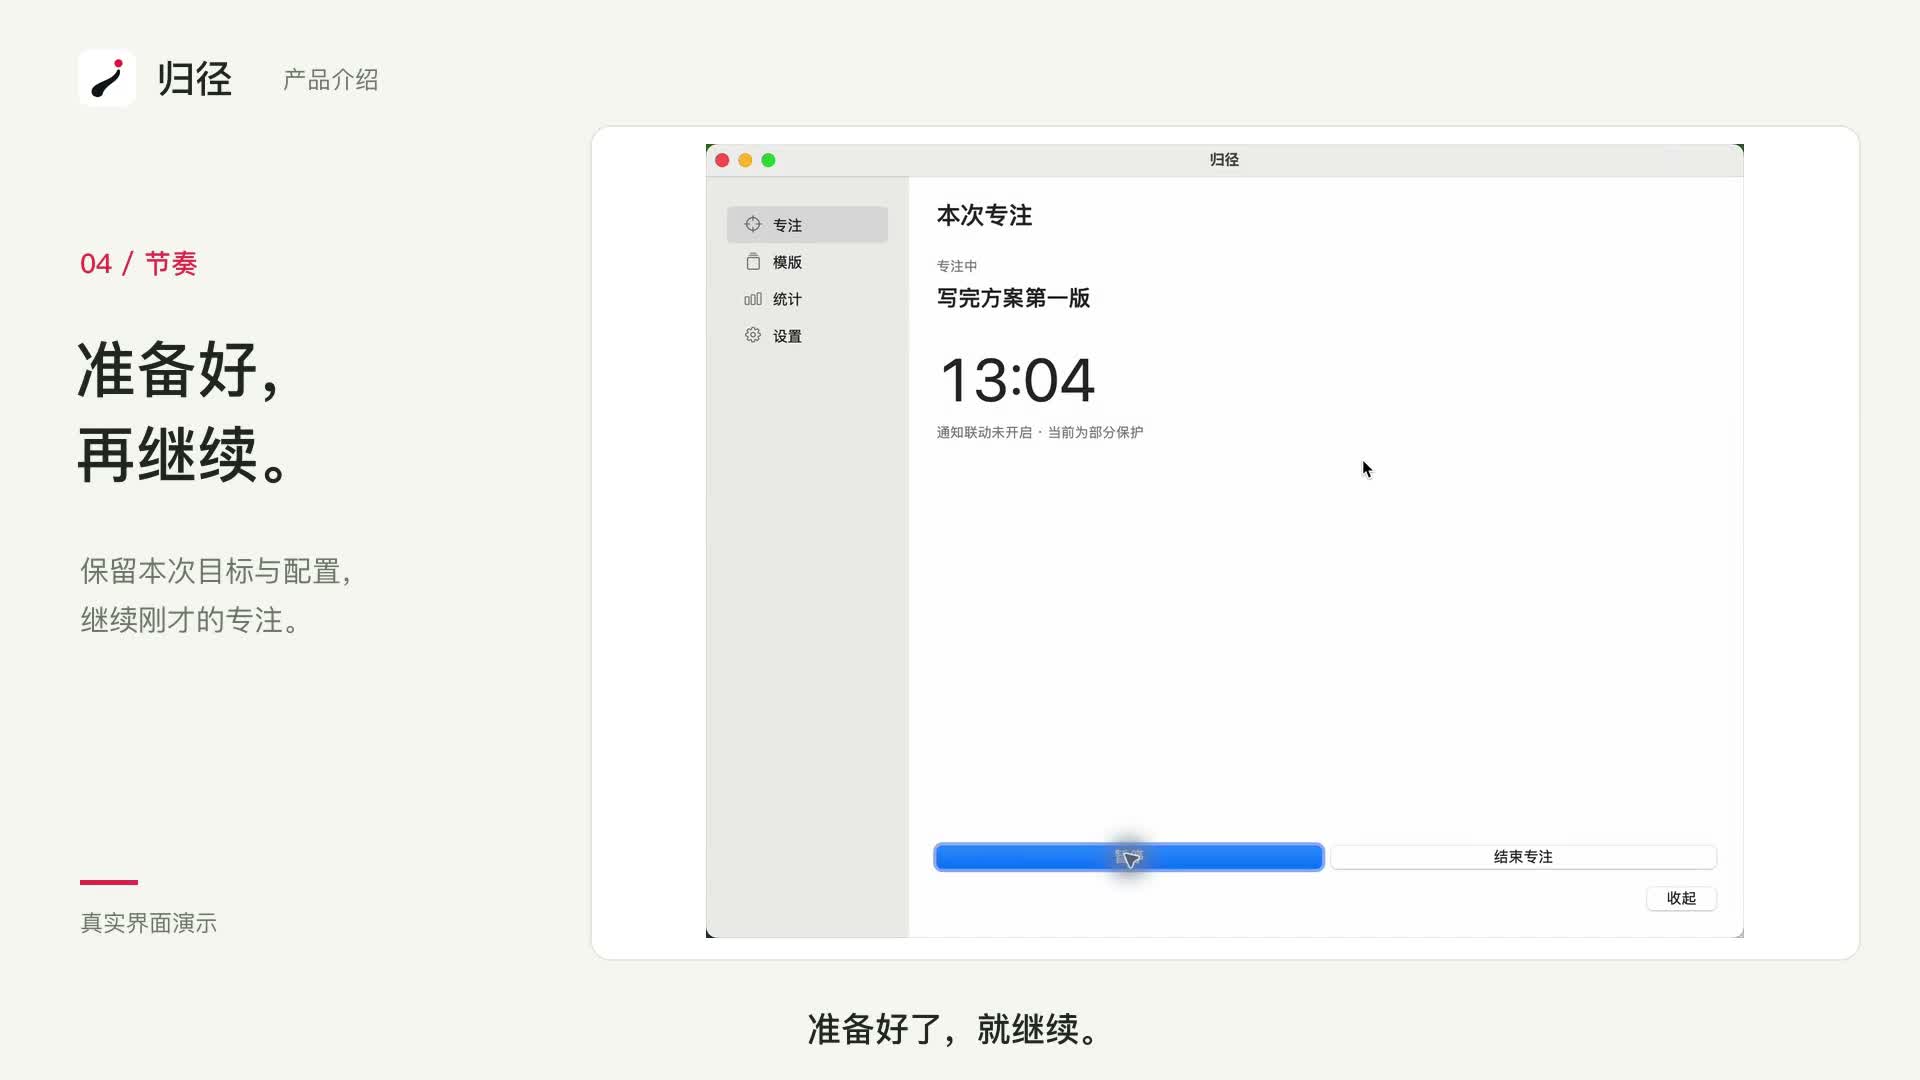 归径
产品介绍
04 / 节奏
准备好，
再继续。
保留本次目标与配置，
继续刚才的专注。
真实界面演示
归径
专注
模版
统计
设置
本次专注
专注中
写完方案第一版
13:04
通知联动未开启 · 当前为部分保护
结束专注
收起
准备好了，就继续。